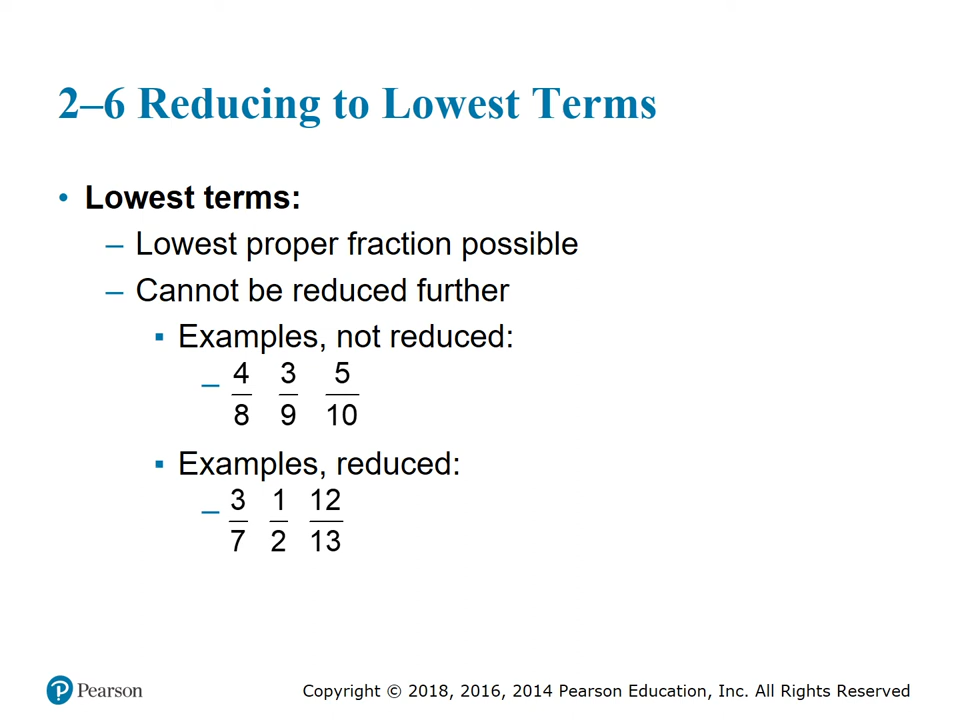 2–6 Reducing to Lowest Terms
• Lowest terms:
– Lowest proper fraction possible
– Cannot be reduced further
▪ Examples, not reduced:
– 4/8 3/9 5/10
▪ Examples, reduced:
– 3/7 1/2 12/13
Pearson
Copyright © 2018, 2016, 2014 Pearson Education, Inc. All Rights Reserved